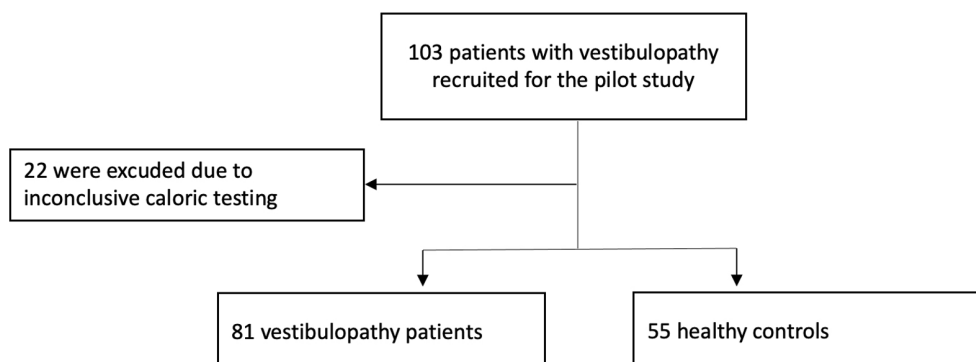 103 patients with vestibulopathy
recruited for the pilot study
22 were excuded due to
inconclusive caloric testing
81 vestibulopathy patients
55 healthy controls